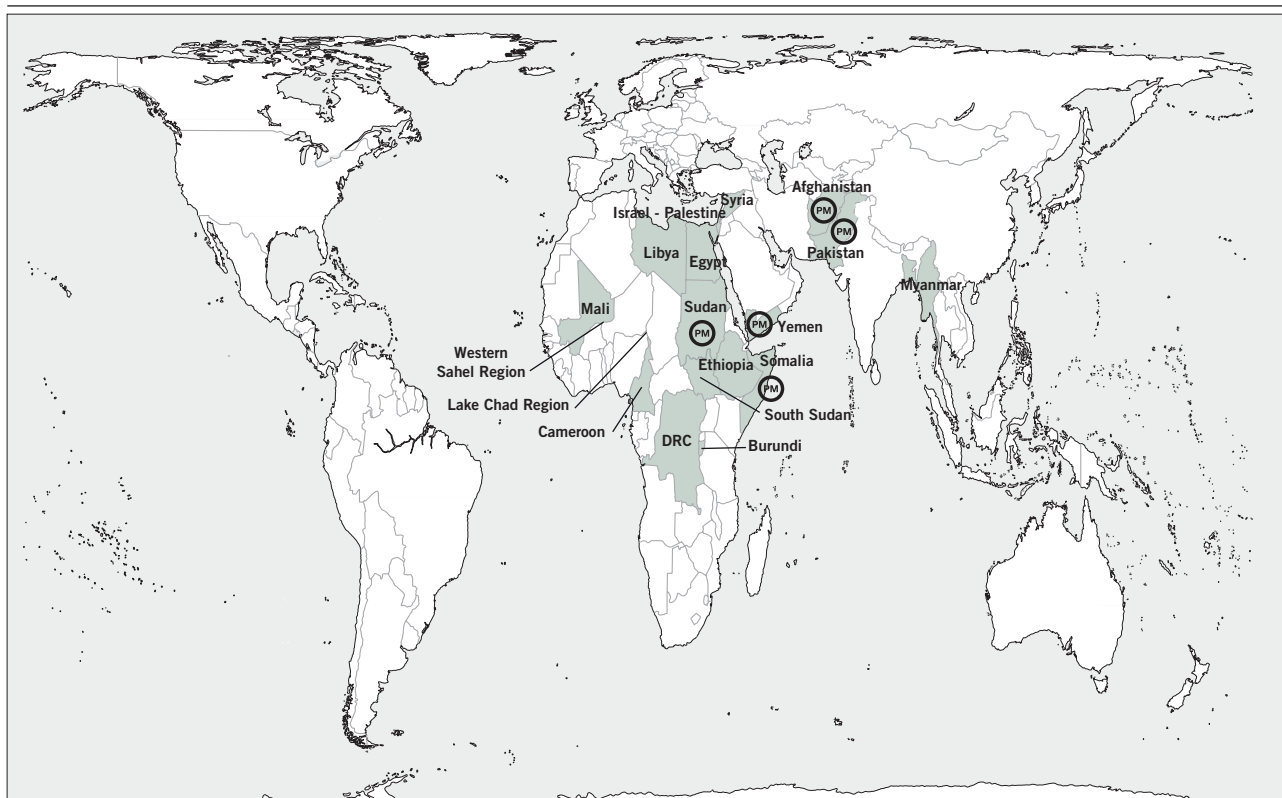 Afghanistan
PM
Syria
Israel - Palestine
PM
Libya
Pakistan
Egypt
Myanmar
Mali
Sudan
PM
Yemen
PM
Western
Sahel Region
Ethiopia
Somalia
PM
Lake Chad Region
South Sudan
Cameroon
DRC
Burundi